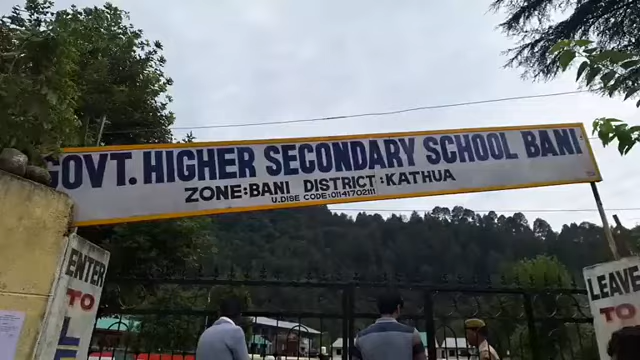 GOVT. HIGHER SECONDARY SCHOOL BANI
ZONE:BANI DISTRICT:KATHUA
U.DISE CODE:01141702111
ENTER
TO
LEAVE
TO